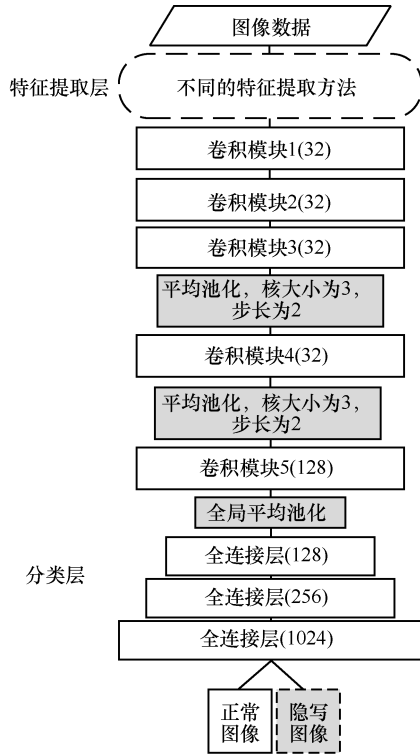 图像数据
特征提取层
不同的特征提取方法
卷积模块1(32)
卷积模块2(32)
卷积模块3(32)
平均池化，核大小为3，
步长为2
卷积模块4(32)
平均池化，核大小为3，
步长为2
卷积模块5(128)
全局平均池化
全连接层(128)
分类层
全连接层(256)
全连接层(1024)
正常
图像
隐写
图像